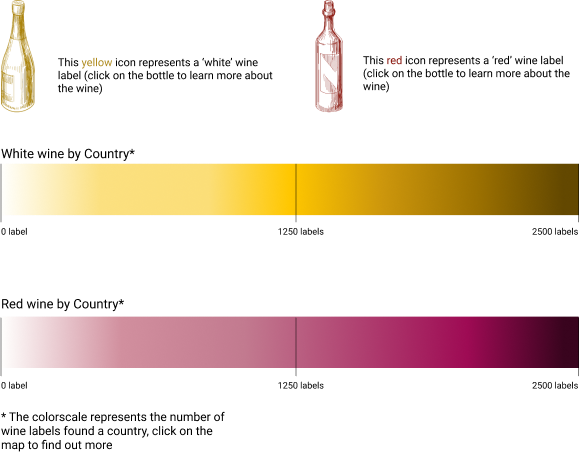 This yellow icon represents a ‘white’ wine
label (click on the bottle to learn more about
the wine)
This red icon represents a ‘red’ wine label
(click on the bottle to learn more about the
wine)
White wine by Country*
0 label 1250 labels 2500 labels
Red wine by Country*
0 label 1250 labels 2500 labels
* The colorscale represents the number of
wine labels found a country, click on the
map to find out more